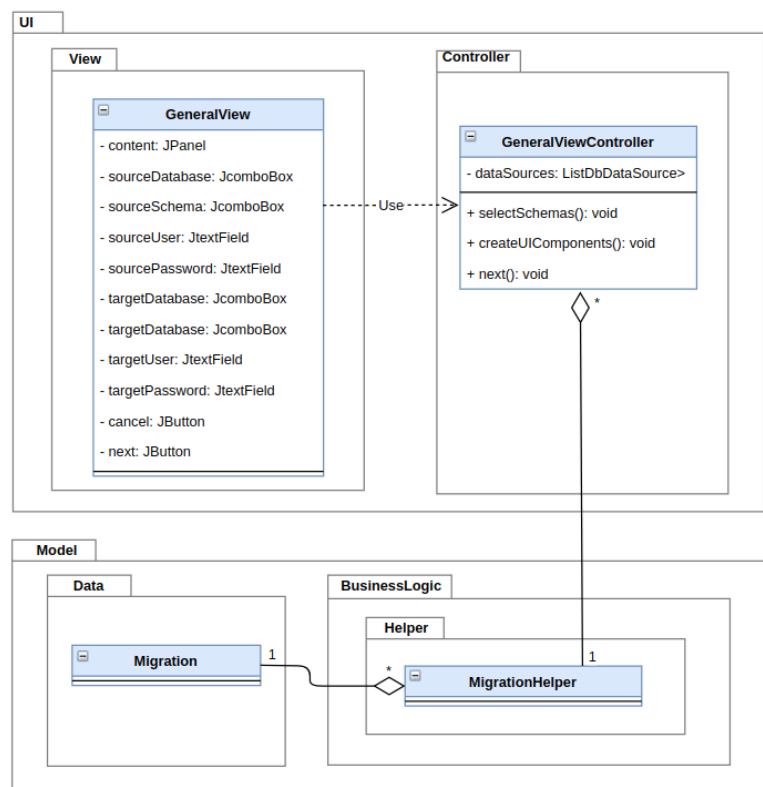 UI
View
GeneralView
- content: JPanel
- sourceDatabase: JcomboBox
- sourceSchema: JcomboBox
- sourceUser: JtextField
- sourcePassword: JtextField
- targetDatabase: JcomboBox
- targetDatabase: JcomboBox
- targetUser: JtextField
- targetPassword: JtextField
- cancel: JButton
- next: JButton
Use
Controller
GeneralViewController
- dataSources: ListDbDataSource>
+ selectSchemas(): void
+ createUIComponents(): void
+ next(): void
*
Model
Data
Migration
1
BusinessLogic
Helper
*
1
MigrationHelper